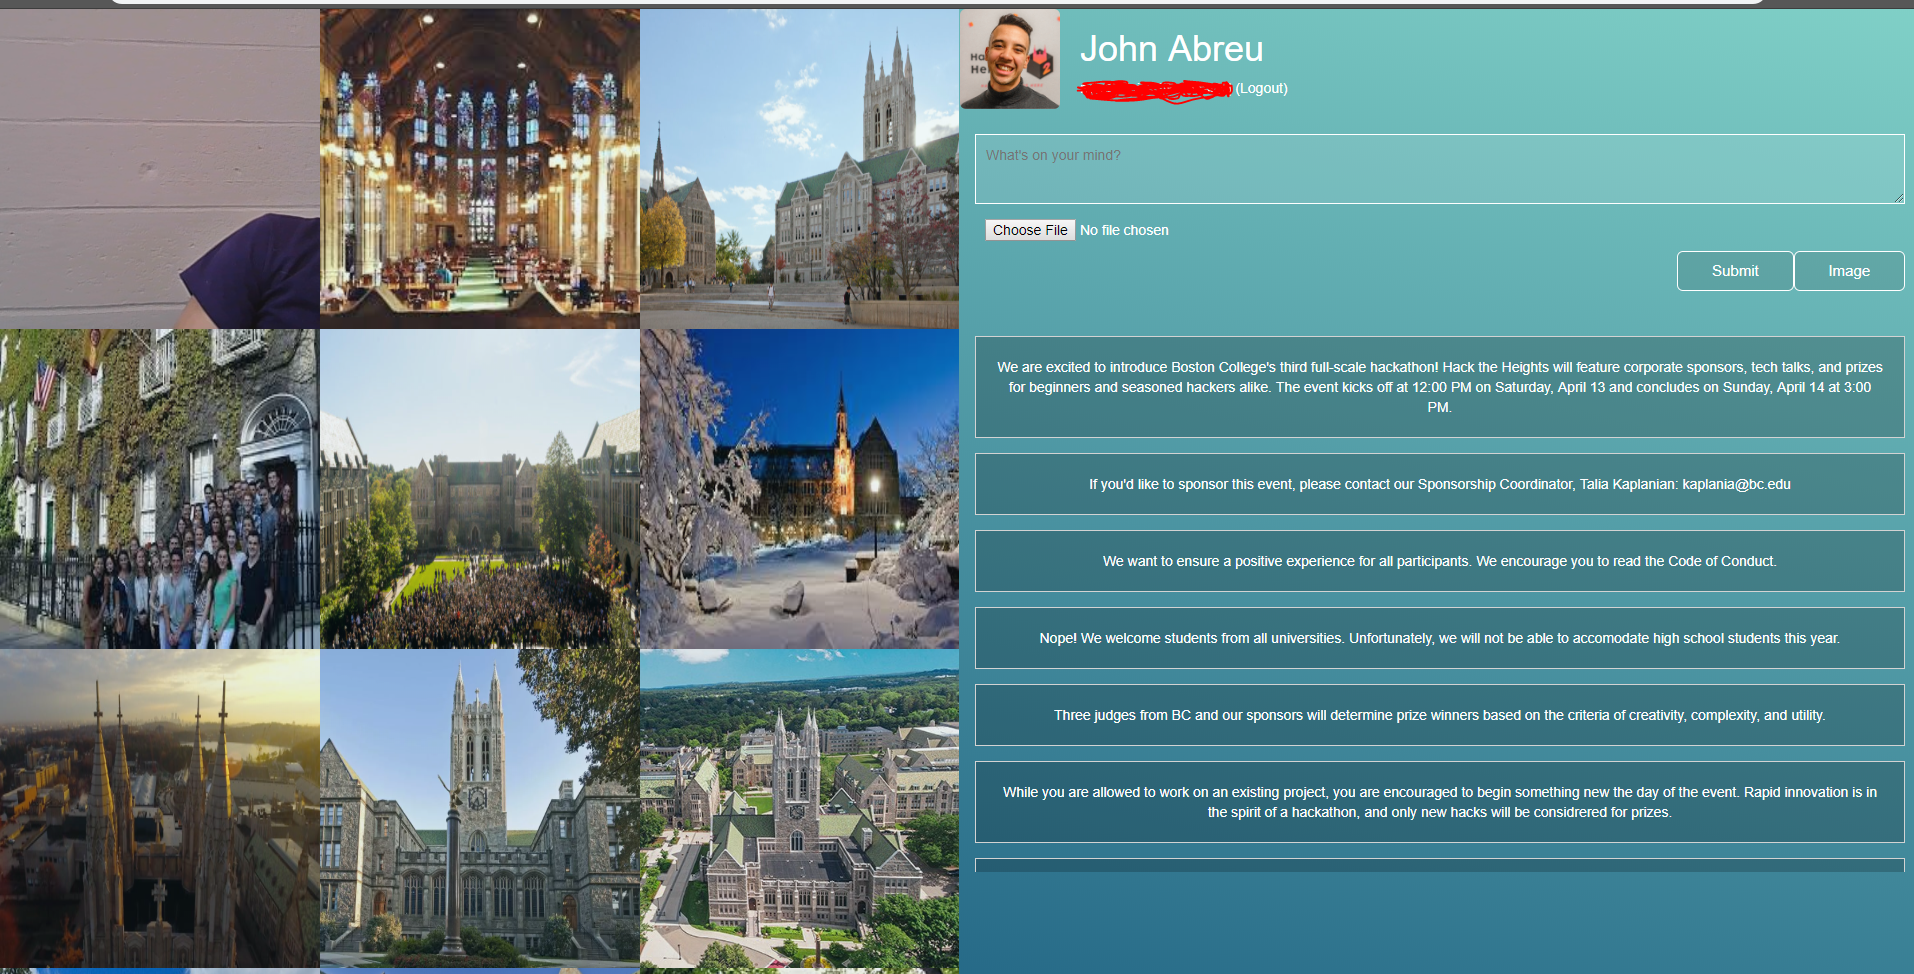 John Abreu
(Logout)
What's on your mind?
Choose File No file chosen
Submit Image
We are excited to introduce Boston College's third full-scale hackathon! Hack the Heights will feature corporate sponsors, tech talks, and prizes
for beginners and seasoned hackers alike. The event kicks off at 12:00 PM on Saturday, April 13 and concludes on Sunday, April 14 at 3:00
PM.
If you'd like to sponsor this event, please contact our Sponsorship Coordinator, Talia Kaplanian: kaplania@bc.edu
We want to ensure a positive experience for all participants. We encourage you to read the Code of Conduct.
Nope! We welcome students from all universities. Unfortunately, we will not be able to accomodate high school students this year.
Three judges from BC and our sponsors will determine prize winners based on the criteria of creativity, complexity, and utility.
While you are allowed to work on an existing project, you are encouraged to begin something new the day of the event. Rapid innovation is in
the spirit of a hackathon, and only new hacks will be considrered for prizes.